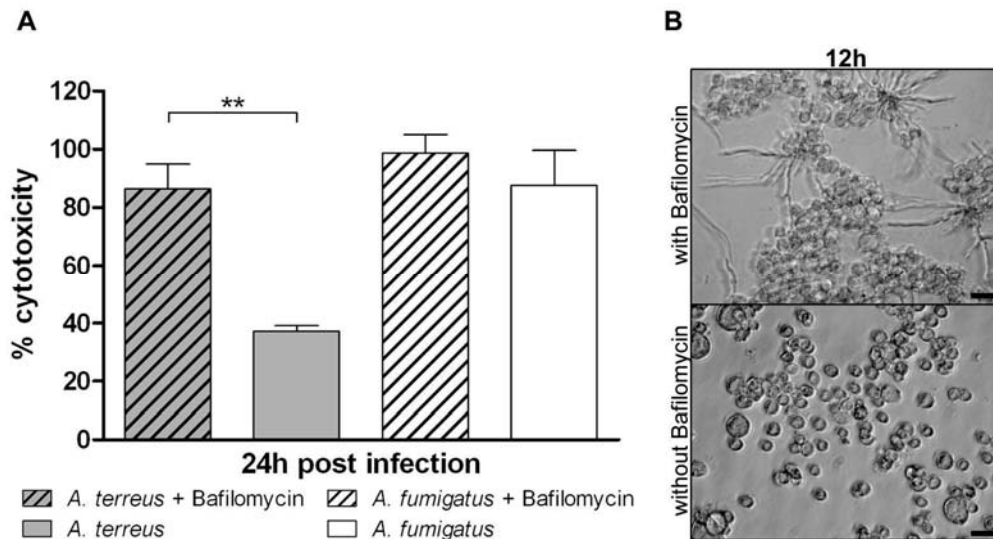 A
B
12h
120
100
80
60
40
20
0
% cytotoxicity
**
24h post infection
A. terreus + Bafilomycin
A. fumigatus + Bafilomycin
A. terreus
A. fumigatus
with Bafilomycin
without Bafilomycin